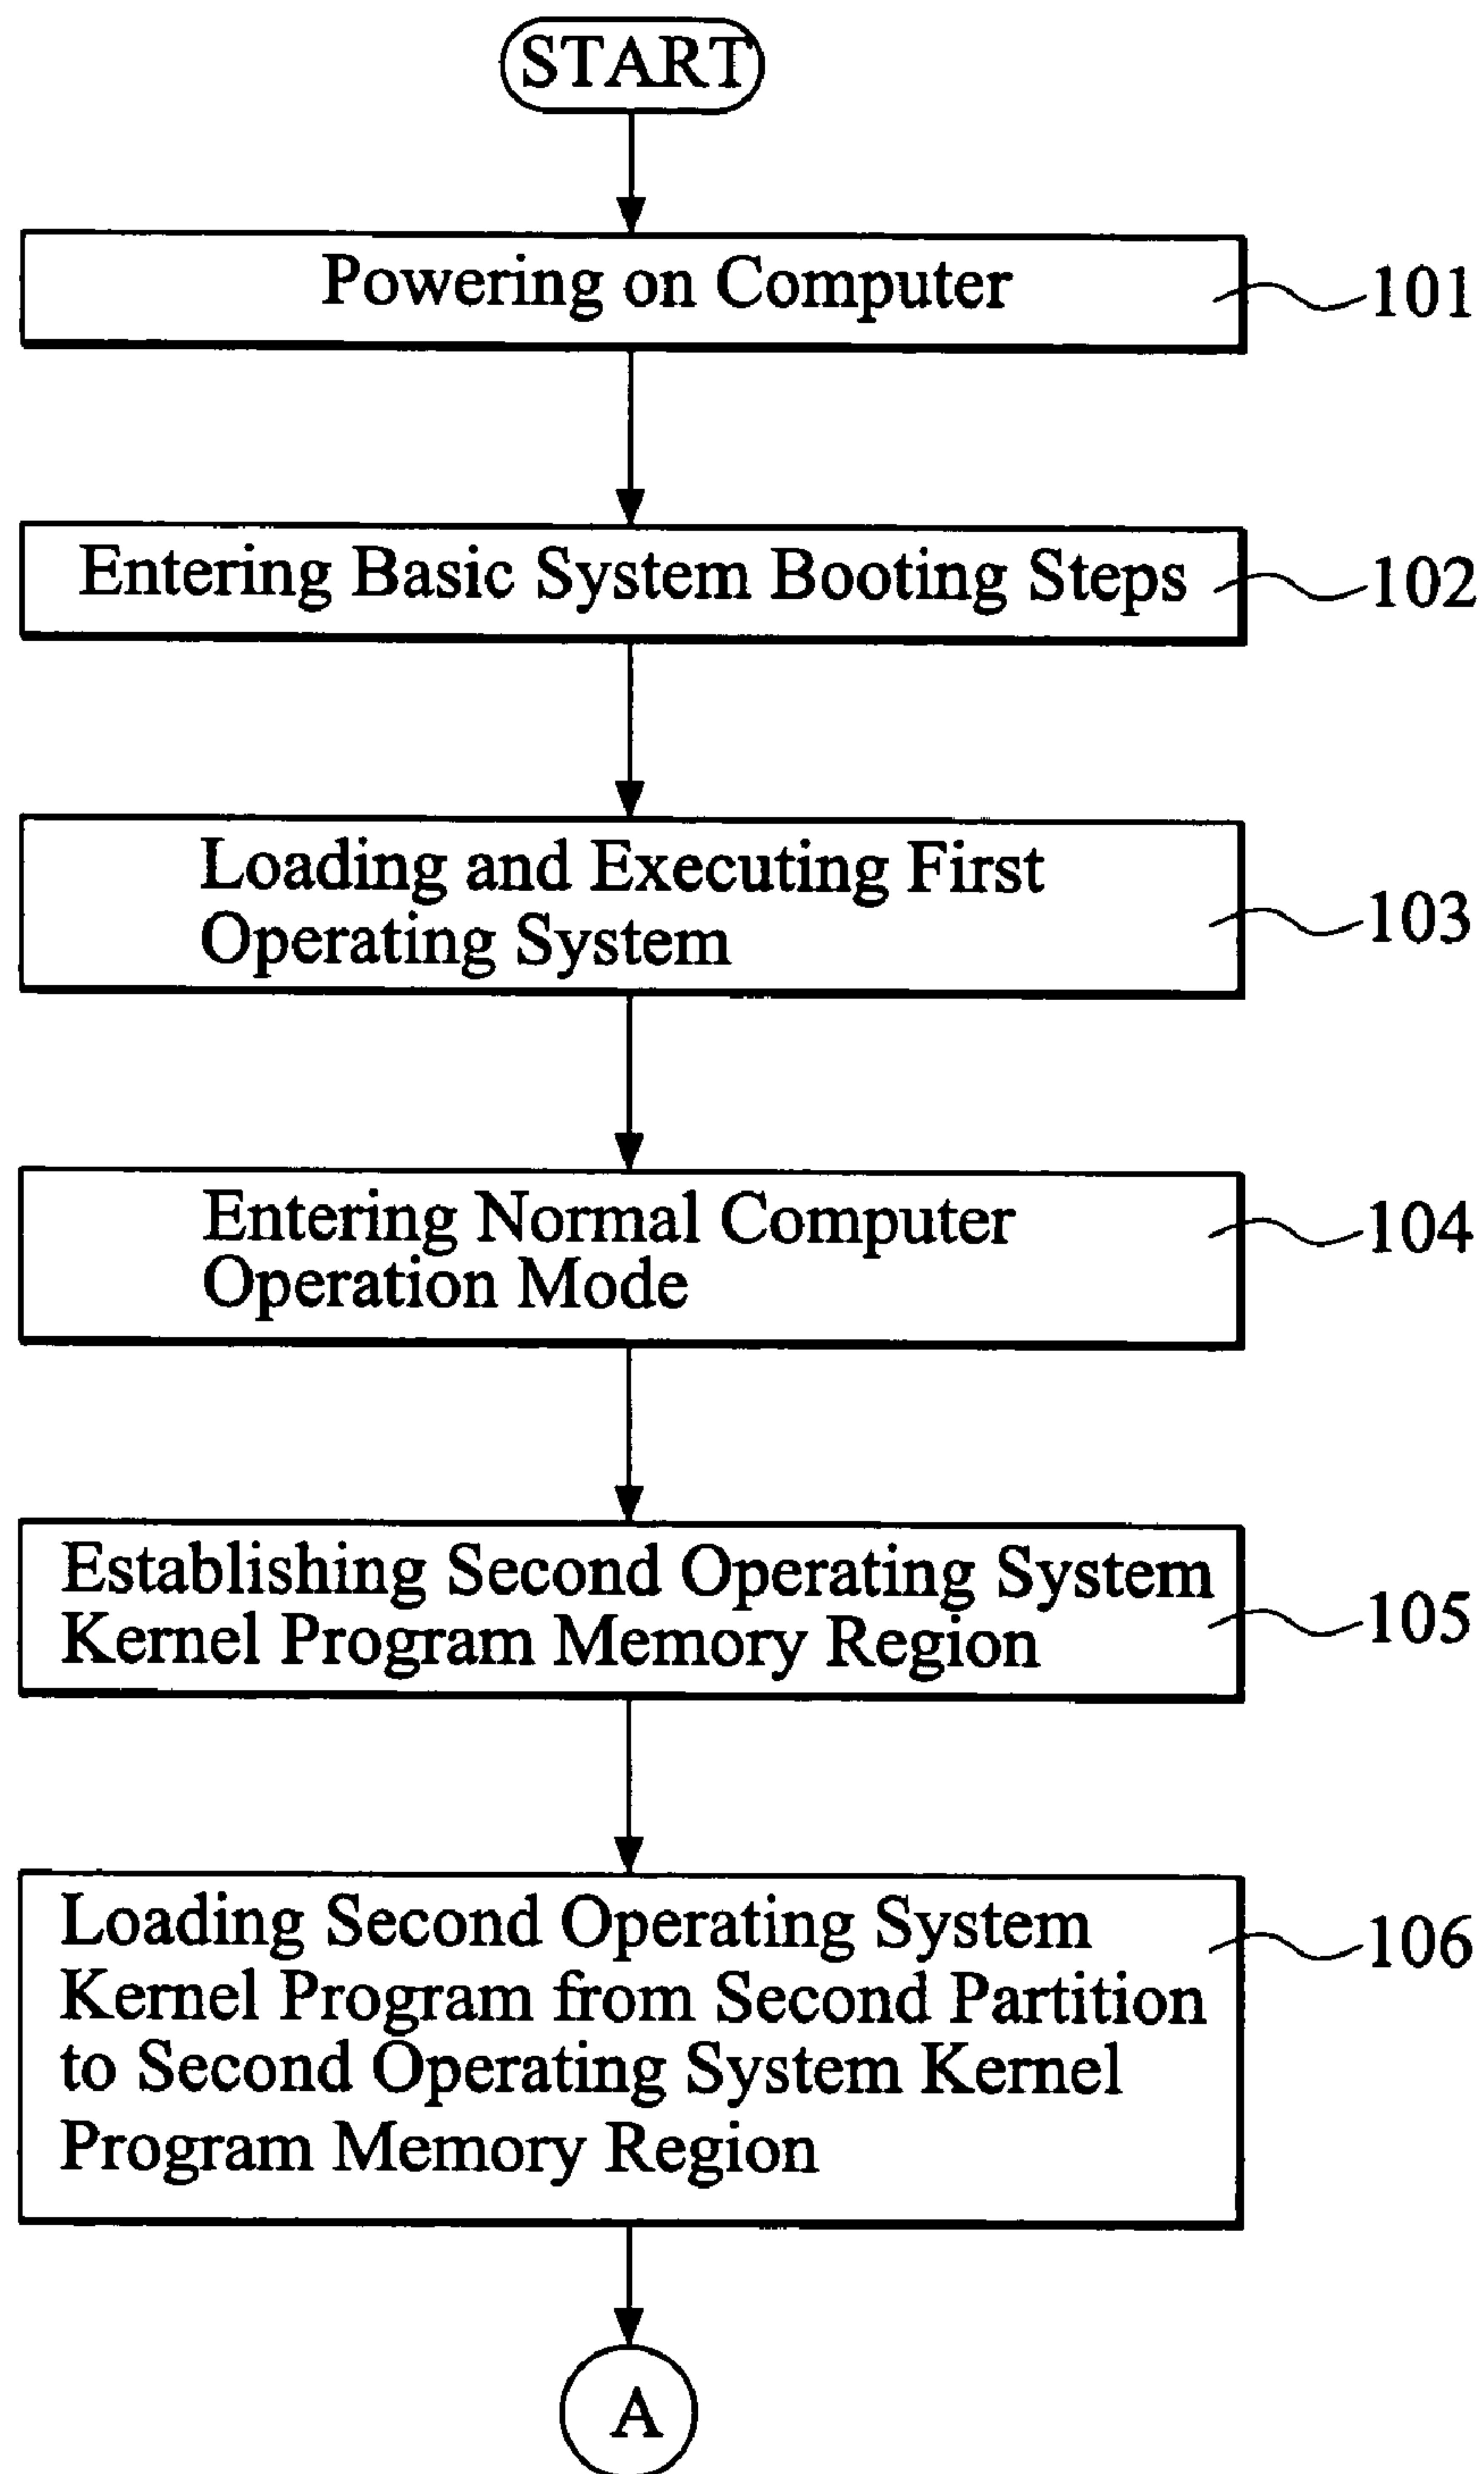 START
Powering on Computer
101
Entering Basic System Booting Steps
102
Loading and Executing First
Operating System
103
Entering Normal Computer
Operation Mode
104
Establishing Second Operating System
Kernel Program Memory Region
105
Loading Second Operating System
Kernel Program from Second Partition
to Second Operating System Kernel
Program Memory Region
106
A